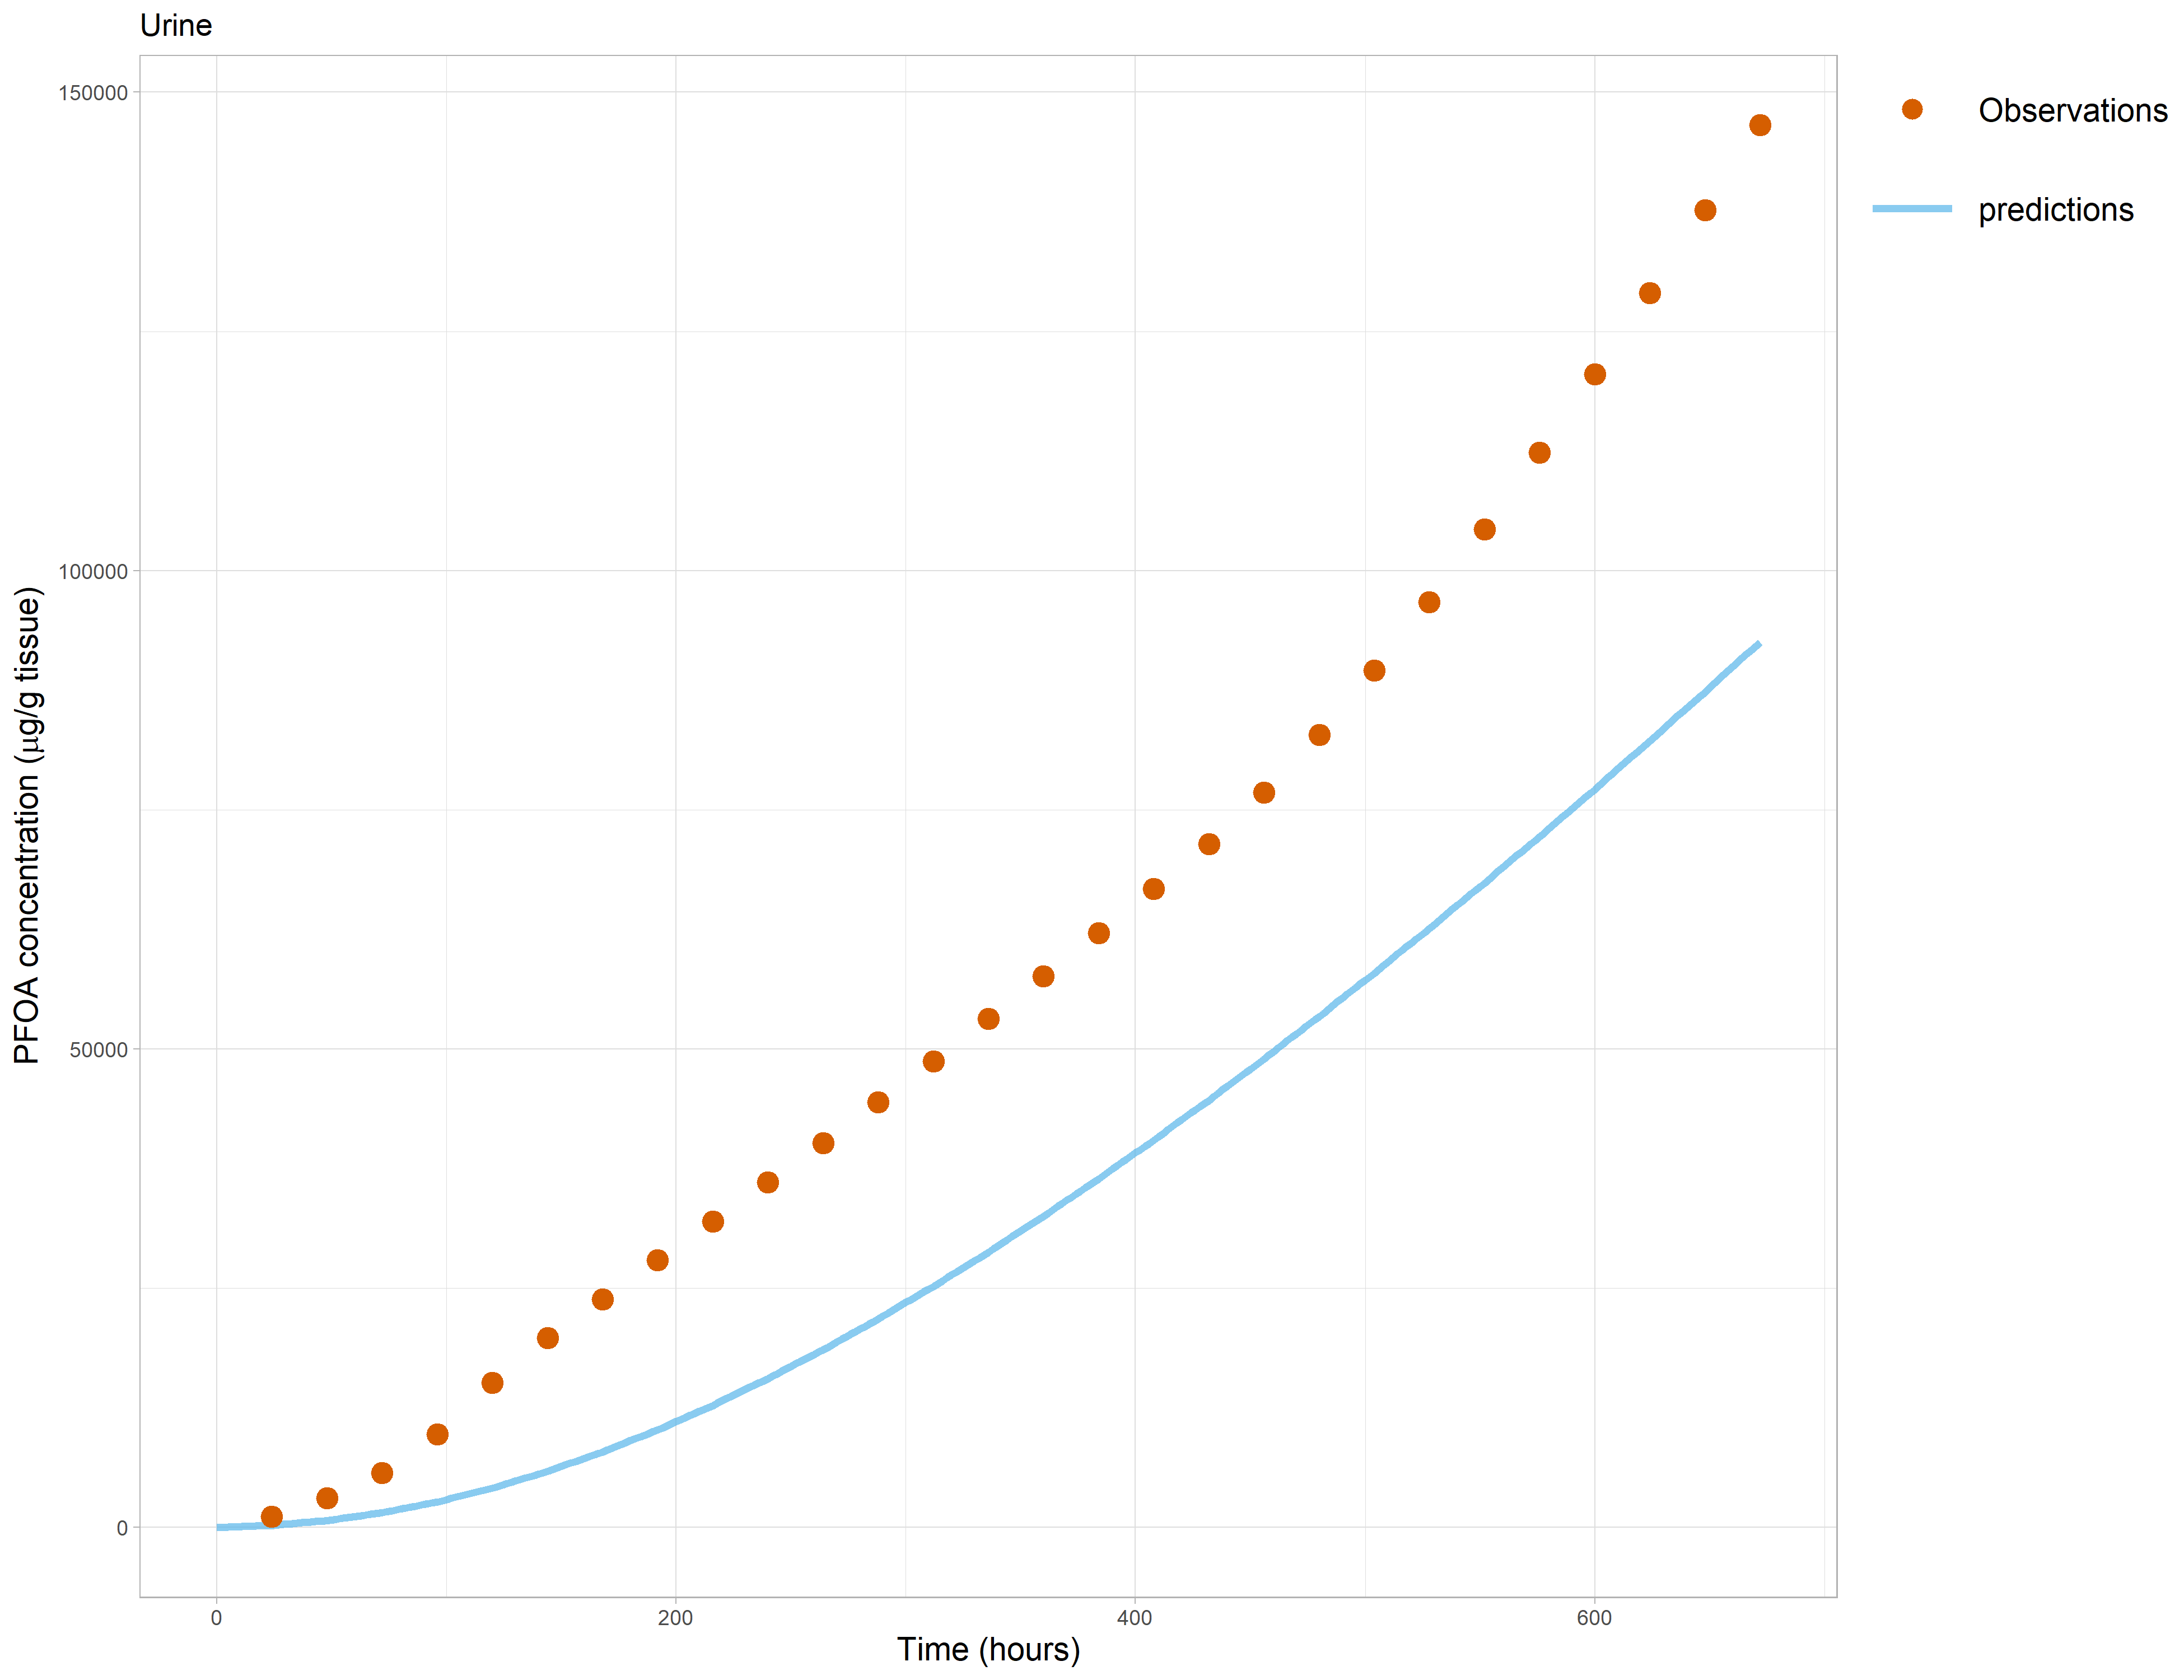 Urine
150000
100000
50000
0
PFOA concentration (μg/g tissue)
0 200 400 600
Time (hours)
Observations
predictions